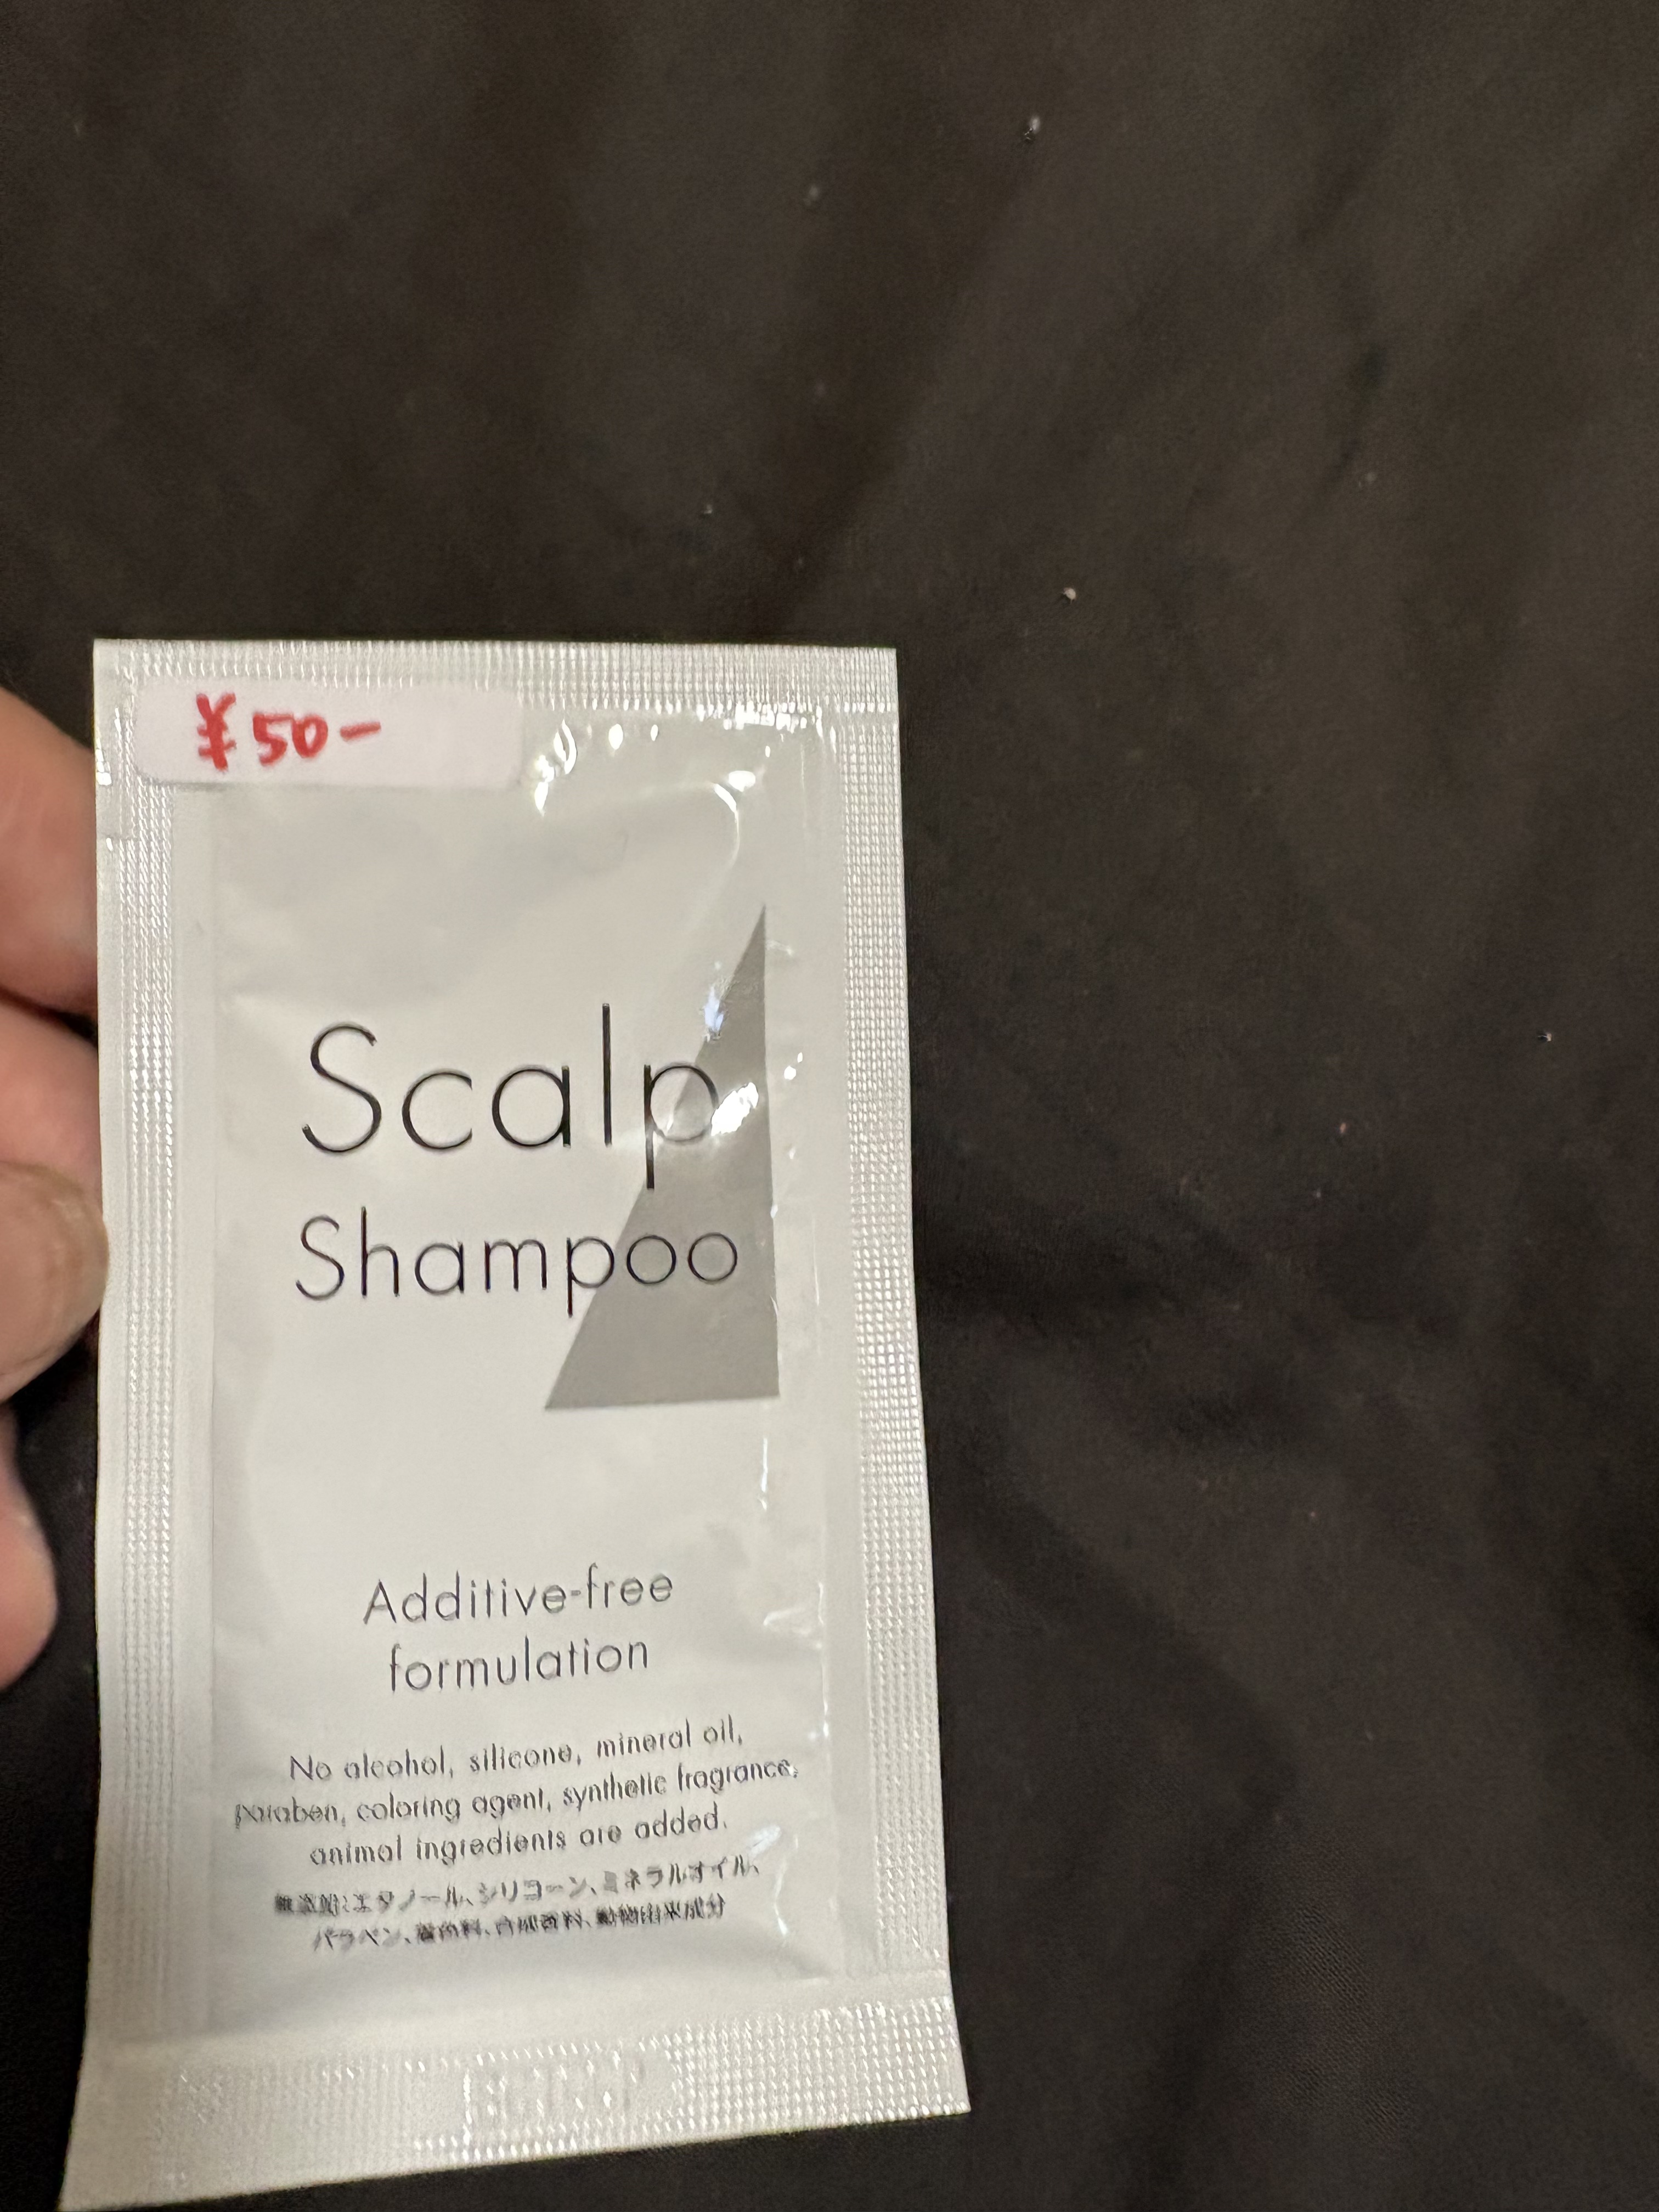 ¥50-
Scalp
Shampoo
Additive-free
formulation
No alcohol, silicone, mineral oil,
paraben, coloring agent, synthetic fragrance,
animal ingredients are added.
無添加:エタノール、シリコーン、ミネラルオイル、
パラベン、着色料、合成香料、動物由来成分